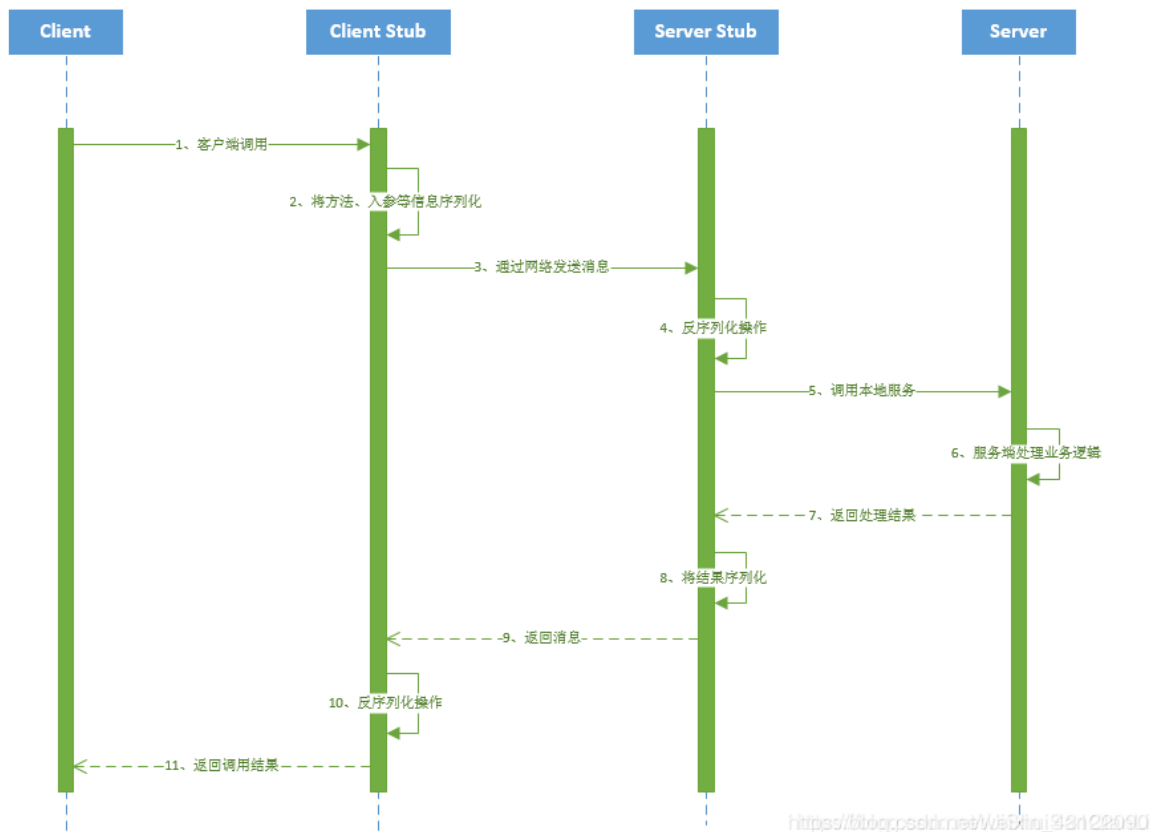 Client
Client Stub
Server Stub
Server
1、客户端调用
2、将方法、入参等信息序列化
3、通过网络发送消息
4、反序列化操作
5、调用本地服务
6、服务端处理业务逻辑
7、返回处理结果
8、将结果序列化
9、返回消息
10、反序列化操作
11、返回调用结果